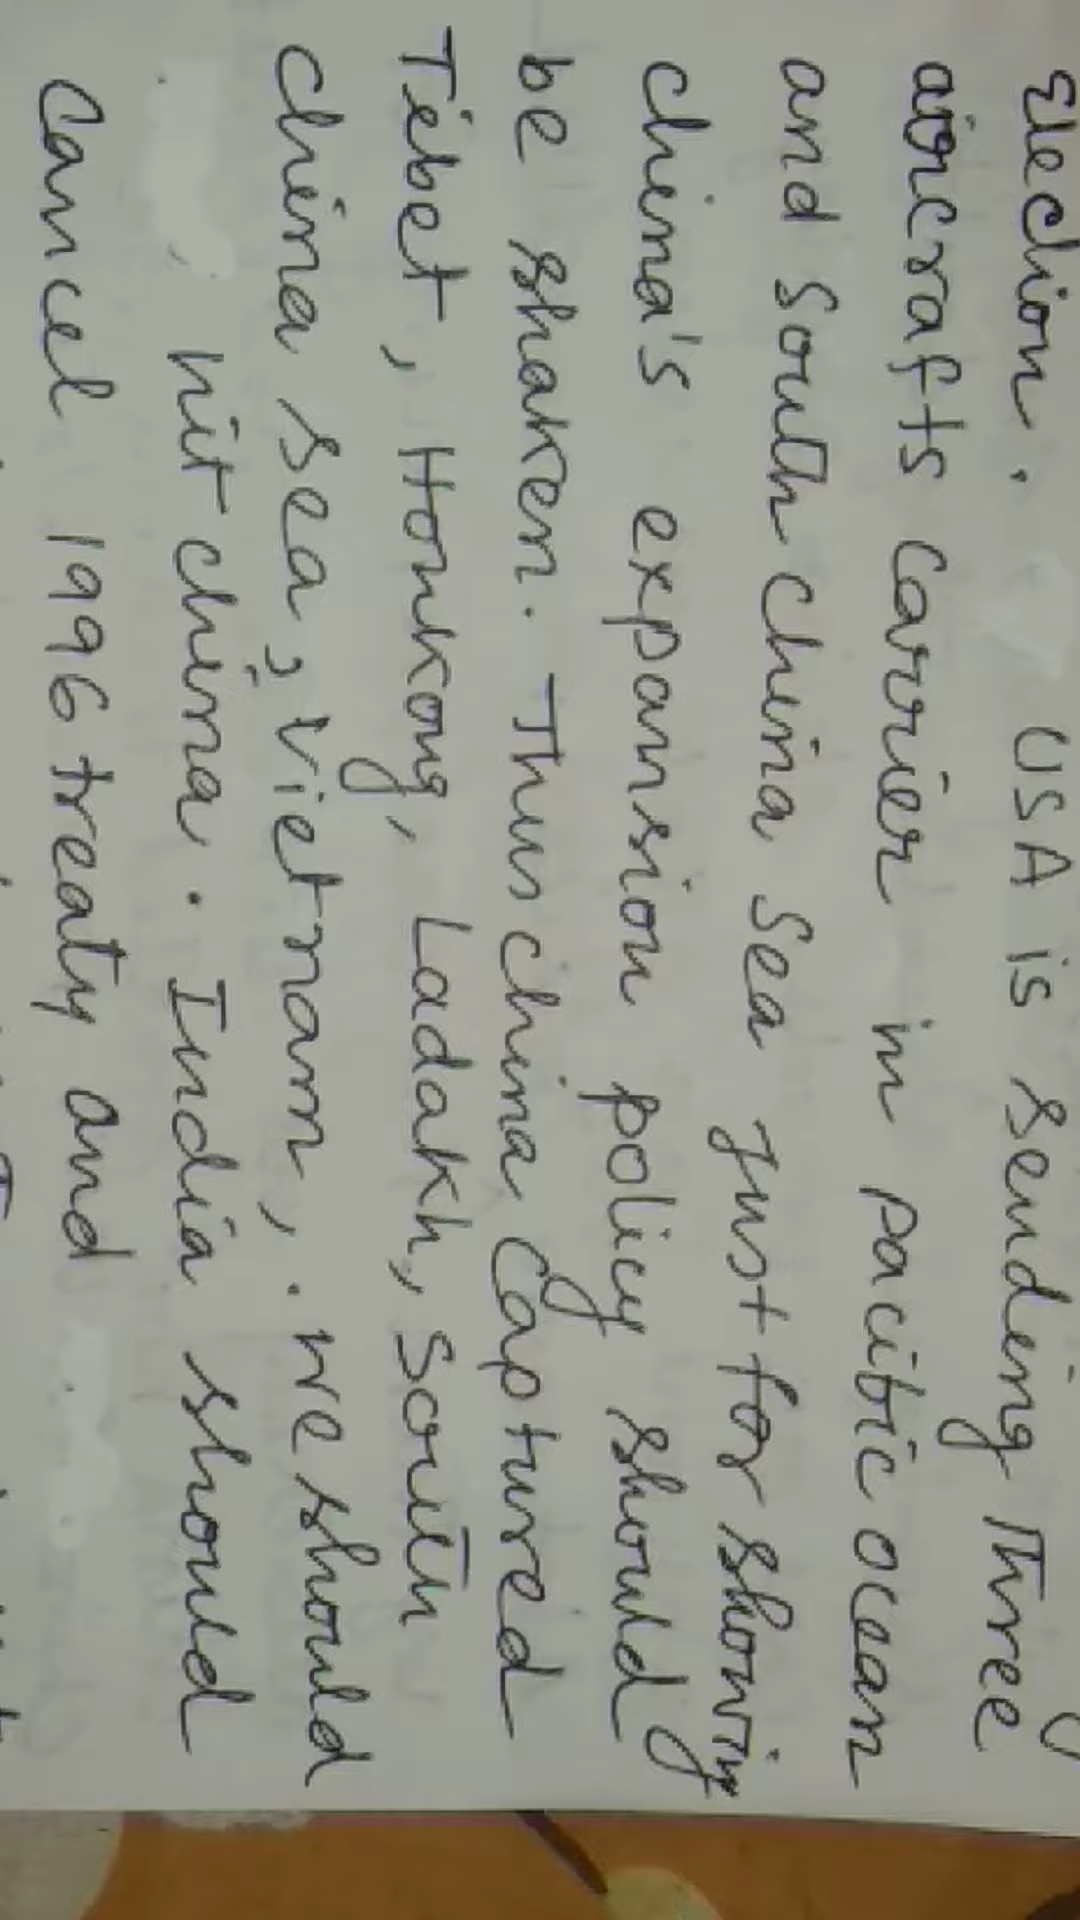 Election. USA is sending Three
aircrafts carrier in pacific ocean
and South China Sea just for showing
china's expansion policy should
be shaken. Thus china captured
Tibet, Honkong, Ladakh, South
china sea, Vietnam, . we should
hit china. India should
Cancel 1996 treaty and